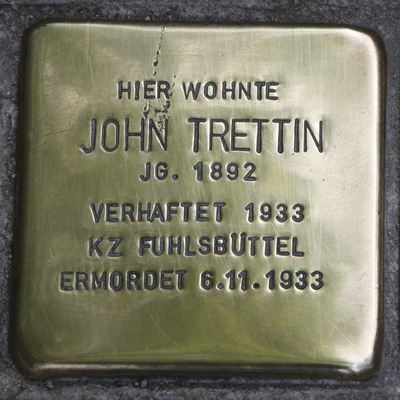 HIER WOHNTE
JOHN TRETTIN
JG. 1892
VERHAFTET 1933
KZ FUHLSBÜTTEL
ERMORDET 6.11.1933